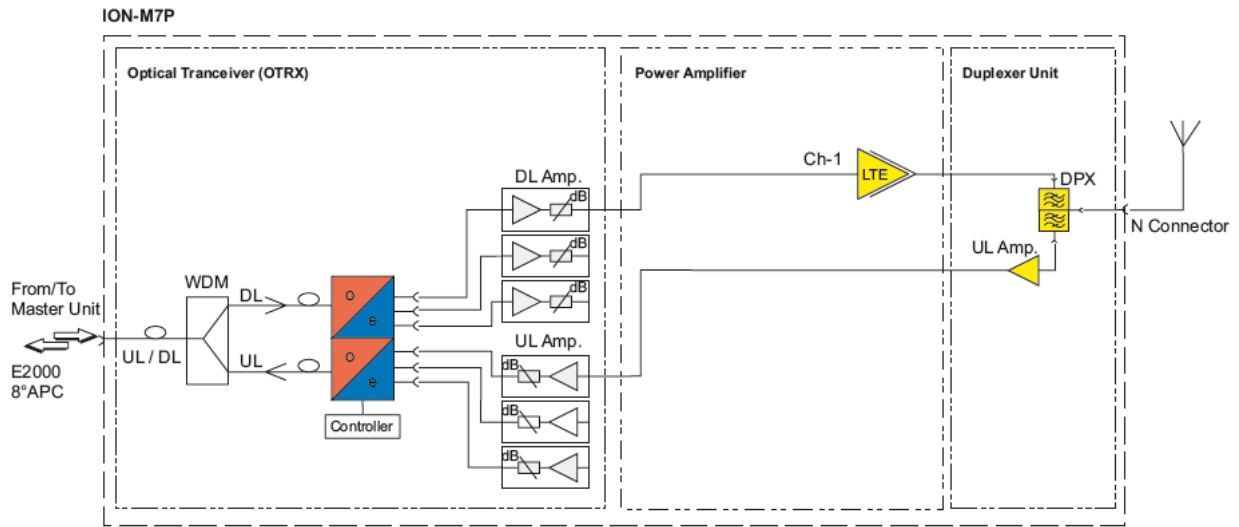 ION-M7P
Optical Tranceiver (OTRX)
Power Amplifier
Duplexer Unit
DL Amp.
dB
dB
dB
Ch-1
LTE
DPX
N Connector
UL Amp.
WDM
DL
UL
From/To
Master Unit
UL / DL
E2000
8°APC
O
e
O
e
Controller
UL Amp.
dB
dB
dB